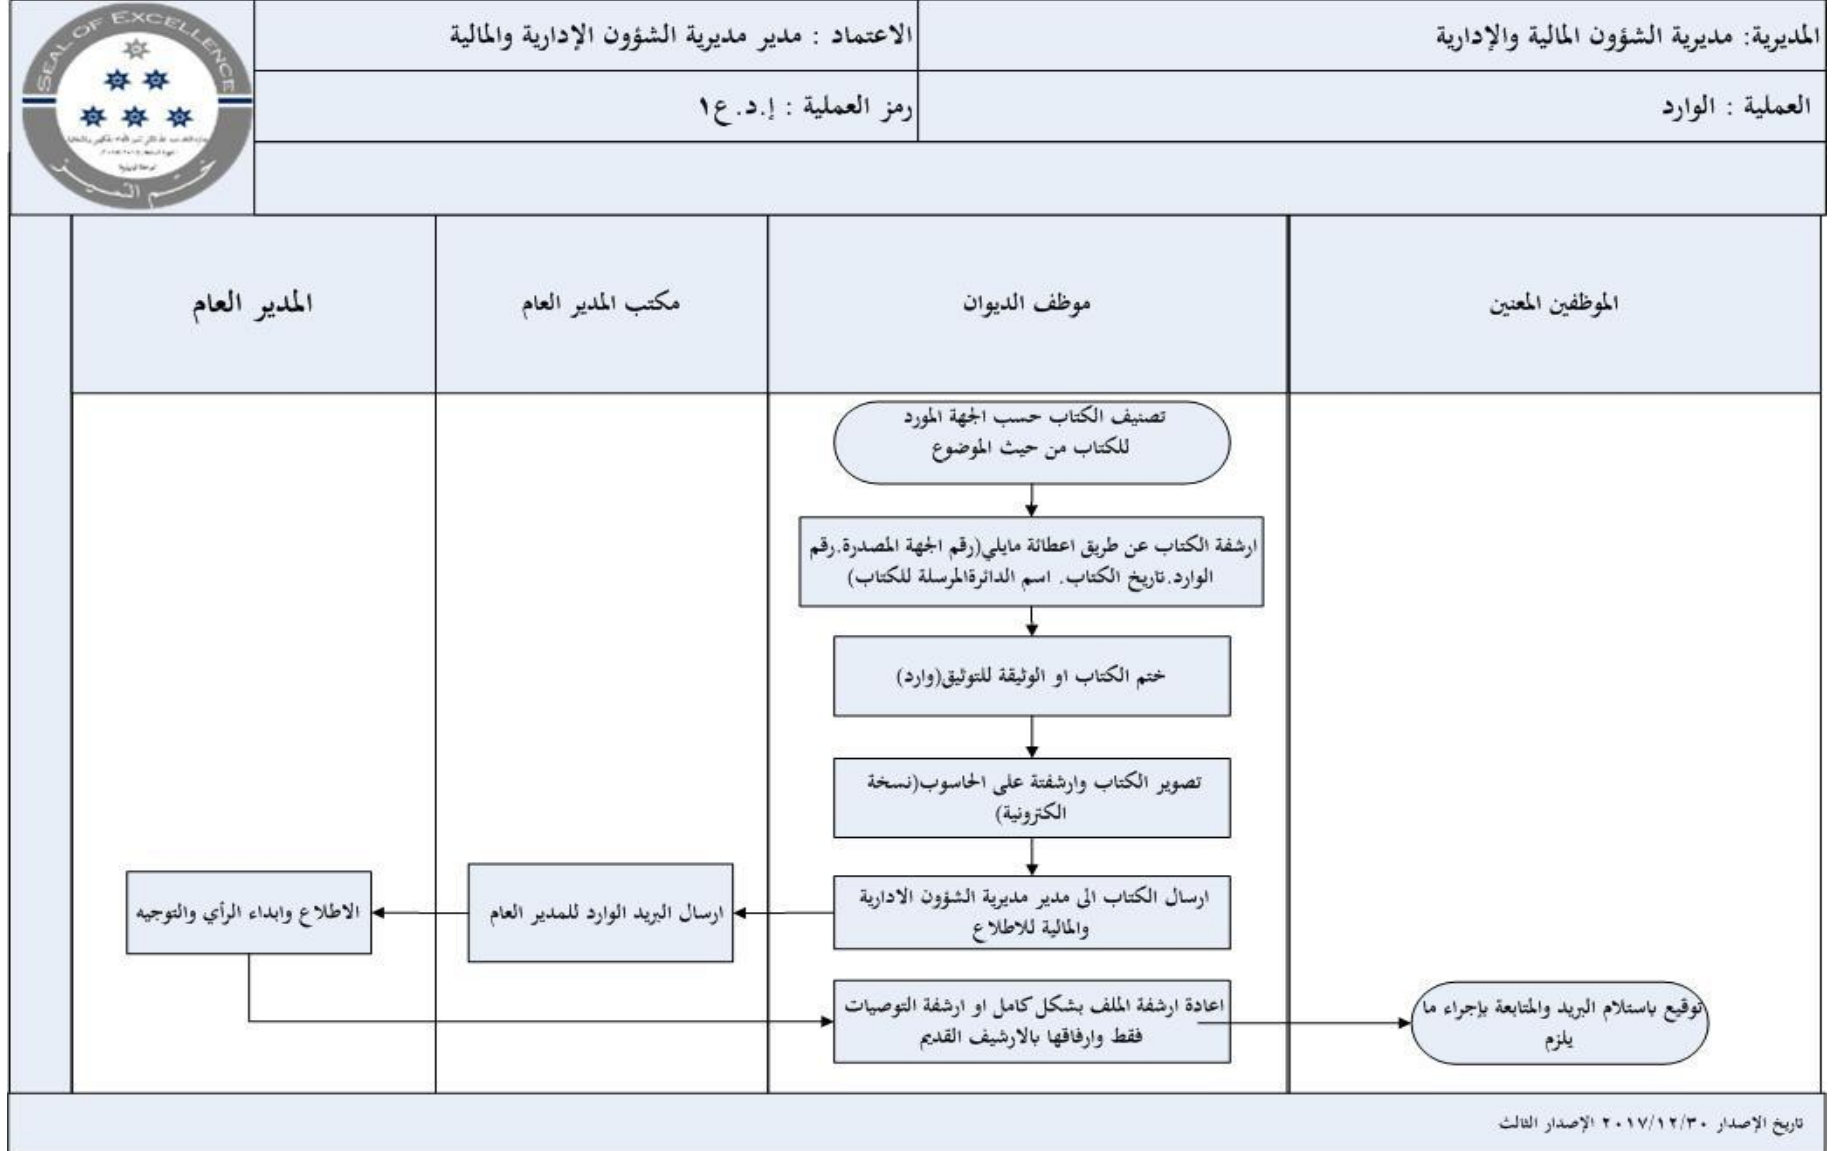 SEAL OF EXCELLENCE
ختم التميز
المديرية: مديرية الشؤون المالية والإدارية
الاعتماد : مدير مديرية الشؤون الإدارية والمالية
العملية : الوارد
رمز العملية : إ.د.ع١
الموظفين المعنين
موظف الديوان
مكتب المدير العام
المدير العام
تصنيف الكتاب حسب الجهة المورد
للكتاب من حيث الموضوع
ارشفة الكتاب عن طريق اعطائة مايلي(رقم الجهة المصدرة.رقم
الوارد.تاريخ الكتاب. اسم الدائرةالمرسلة للكتاب)
ختم الكتاب او الوثيقة للتوثيق(وارد)
تصوير الكتاب وارشفتة على الحاسوب(نسخة
الكترونية)
ارسال الكتاب الى مدير مديرية الشؤون الادارية
والمالية للاطلاع
ارسال البريد الوارد للمدير العام
الاطلاع وابداء الرأي والتوجيه
اعادة ارشفة الملف بشكل كامل او ارشفة التوصيات
فقط وارفاقها بالارشيف القديم
توقيع باستلام البريد والمتابعة بإجراء ما
يلزم
تاريخ الإصدار ٢٠١٧/١٢/٣٠ الإصدار الثالث